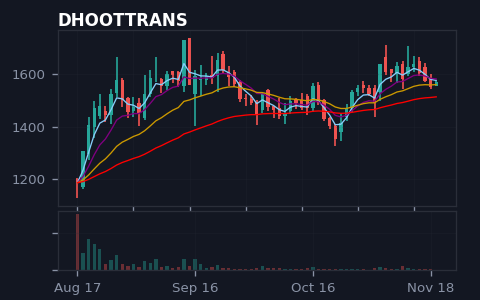 DHOOTTRANS
1600
1400
1200
Aug 17
Sep 16
Oct 16
Nov 18